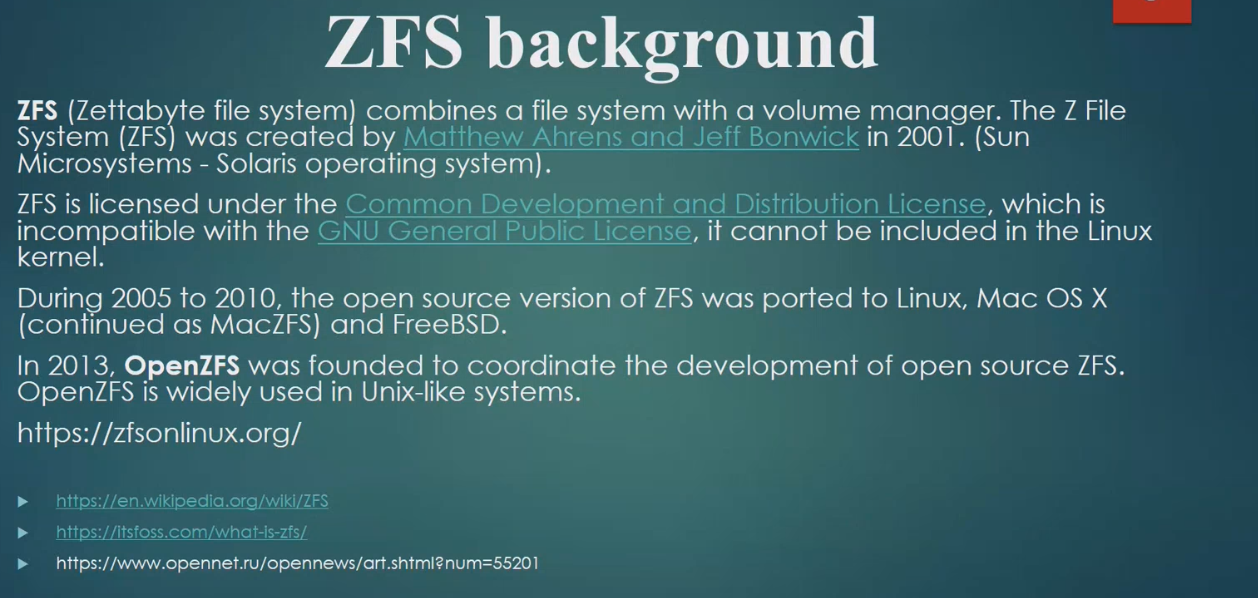 ZFS background
ZFS (Zettabyte file system) combines a file system with a volume manager. The Z File
System (ZFS) was created by Matthew Ahrens and Jeff Bonwick in 2001. (Sun
Microsystems - Solaris operating system).
ZFS is licensed under the Common Development and Distribution License, which is
incompatible with the GNU General Public License, it cannot be included in the Linux
kernel.
During 2005 to 2010, the open source version of ZFS was ported to Linux, Mac OS X
(continued as MacZFS) and FreeBSD.
In 2013, OpenZFS was founded to coordinate the development of open source ZFS.
OpenZFS is widely used in Unix-like systems.
https://zfsonlinux.org/
https://en.wikipedia.org/wiki/ZFS
https://itsfoss.com/what-is-zfs/
https://www.opennet.ru/opennews/art.shtml?num=55201